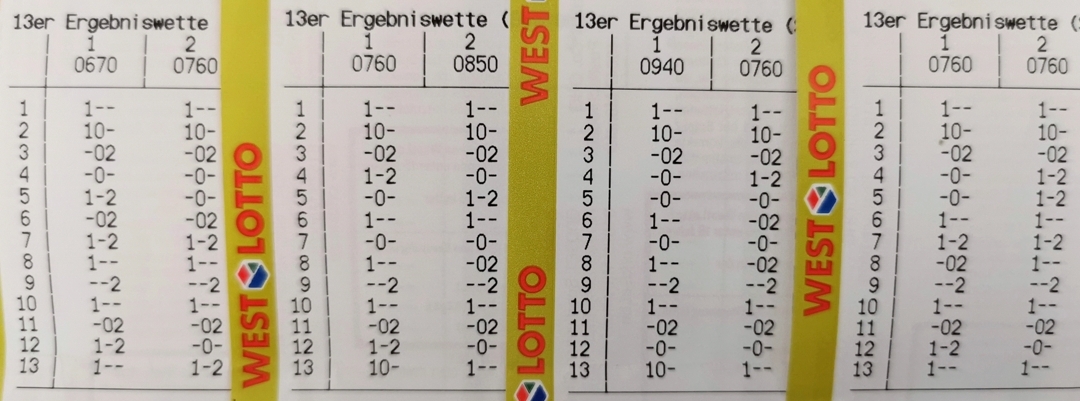 13er Ergebniswette
1 2
0670 0760
1 1-- 1--
2 10- 10-
3 -02 -02
4 -0- -0-
5 1-2 -0-
6 -02 -02
7 1-2 1-2
8 1-- 1--
9 --2 --2
10 1-- 1--
11 -02 -02
12 1-2 -0-
13 1-- 1-2
WEST LOTTO
13er Ergebniswette (
1 2
0760 0850
1 1-- 1--
2 10- 10-
3 -02 -02
4 1-2 -0-
5 -0- 1-2
6 1-- 1--
7 -0- -0-
8 1-- -02
9 --2 --2
10 1-- 1--
11 -02 -02
12 1-2 -0-
13 10- 1--
WEST
LOTTO
13er Ergebniswette (
1 2
0940 0760
1 1-- 1--
2 10- 10-
3 -02 -02
4 -0- 1-2
5 -0- -0-
6 1-- -02
7 -0- -0-
8 1-- -02
9 --2 --2
10 1-- 1--
11 -02 -02
12 -0- -0-
13 10- 1--
WEST LOTTO
13er Ergebniswette (
1 2
0760 0760
1 1-- 1--
2 10- 10-
3 -02 -02
4 -0- 1-2
5 -0- 1-2
6 1-- 1--
7 1-2 1-2
8 -02 1--
9 --2 --2
10 1-- 1--
11 -02 -02
12 1-2 -0-
13 1-- 1--